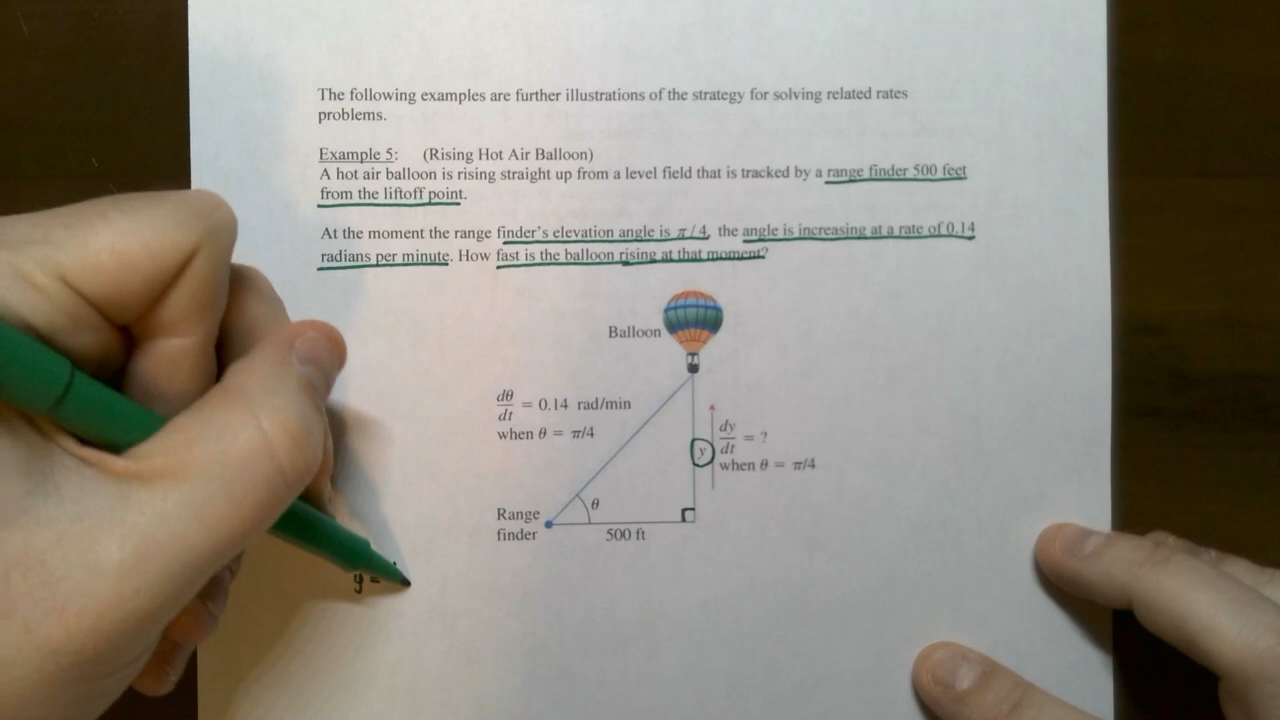 The following examples are further illustrations of the strategy for solving related rates
problems.
Example 5: (Rising Hot Air Balloon)
A hot air balloon is rising straight up from a level field that is tracked by a range finder 500 feet
from the liftoff point.
At the moment the range finder's elevation angle is π/4, the angle is increasing at a rate of 0.14
radians per minute. How fast is the balloon rising at that moment?
Balloon
dθ/dt = 0.14 rad/min
when θ = π/4
dy/dt = ?
y
when θ = π/4
θ
Range
finder
500 ft
y =